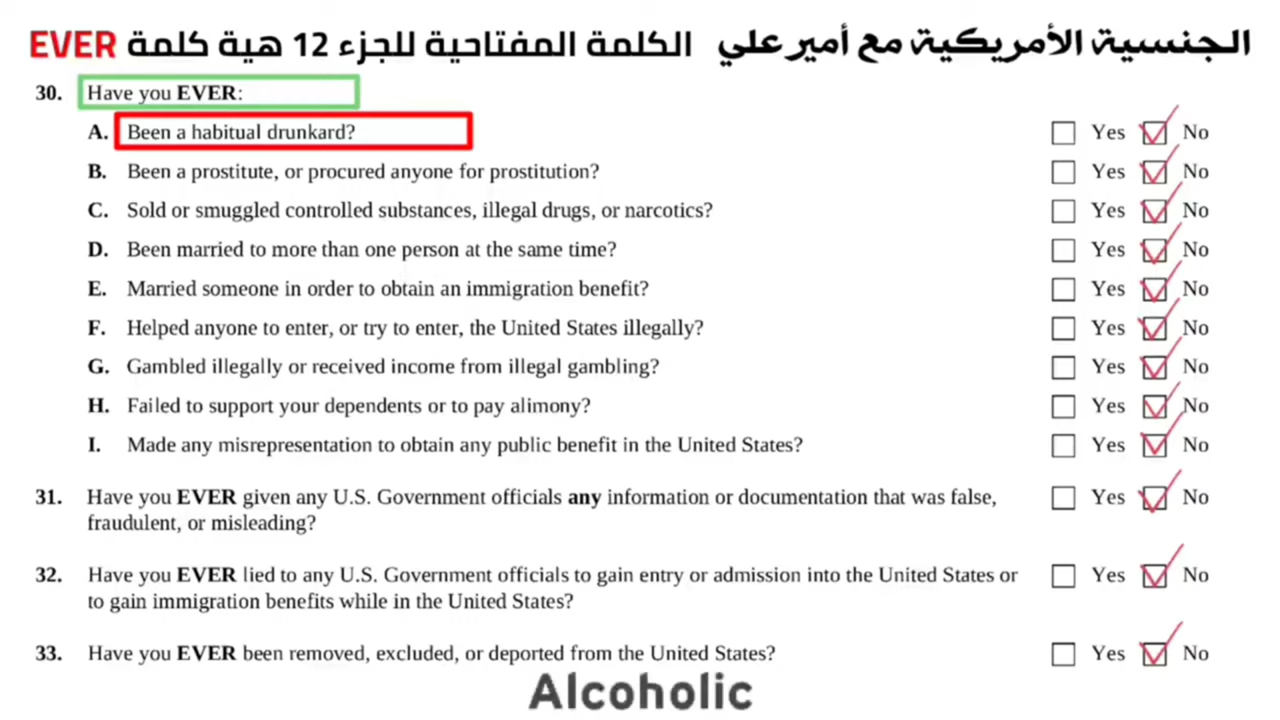 الجنسية الأمريكية مع أمير علي الكلمة المفتاحية للجزء 12 هية كلمة EVER
30. Have you EVER:
A. Been a habitual drunkard? Yes No
B. Been a prostitute, or procured anyone for prostitution? Yes No
C. Sold or smuggled controlled substances, illegal drugs, or narcotics? Yes No
D. Been married to more than one person at the same time? Yes No
E. Married someone in order to obtain an immigration benefit? Yes No
F. Helped anyone to enter, or try to enter, the United States illegally? Yes No
G. Gambled illegally or received income from illegal gambling? Yes No
H. Failed to support your dependents or to pay alimony? Yes No
I. Made any misrepresentation to obtain any public benefit in the United States? Yes No
31. Have you EVER given any U.S. Government officials any information or documentation that was false, Yes No
fraudulent, or misleading?
32. Have you EVER lied to any U.S. Government officials to gain entry or admission into the United States or Yes No
to gain immigration benefits while in the United States?
33. Have you EVER been removed, excluded, or deported from the United States? Yes No
Alcoholic